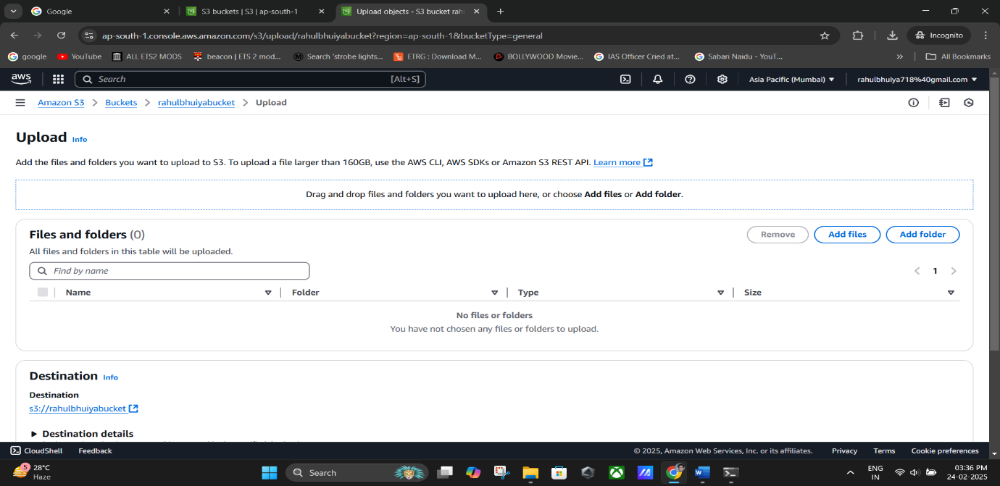 Google
S3 buckets | S3 | ap-south-1
Upload objects - S3 bucket rah
ap-south-1.console.aws.amazon.com/s3/upload/rahulbhuiyabucket?region=ap-south-1&bucketType=general
Incognito
google
YouTube
ALL ETS2 MODS
beacon | ETS 2 mod...
Search 'strobe lights...
ETRG : Download M...
BOLLYWOOD Movie...
IAS Officer Cried at...
Sabari Naidu - YouT...
All Bookmarks
aws
Search
[Alt+S]
Asia Pacific (Mumbai)
rahulbhuiya718%40gmail.com
Amazon S3
Buckets
rahulbhuiyabucket
Upload
Upload Info
Add the files and folders you want to upload to S3. To upload a file larger than 160GB, use the AWS CLI, AWS SDKs or Amazon S3 REST API. Learn more
Drag and drop files and folders you want to upload here, or choose Add files or Add folder.
Files and folders (0)
Remove
Add files
Add folder
All files and folders in this table will be uploaded.
Find by name
1
Name
Folder
Type
Size
No files or folders
You have not chosen any files or folders to upload.
Destination Info
Destination
s3://rahulbhuiyabucket
Destination details
CloudShell
Feedback
© 2025, Amazon Web Services, Inc. or its affiliates.
Privacy
Terms
Cookie preferences
5
28°C
Haze
Search
ENG
IN
03:36 PM
24-02-2025